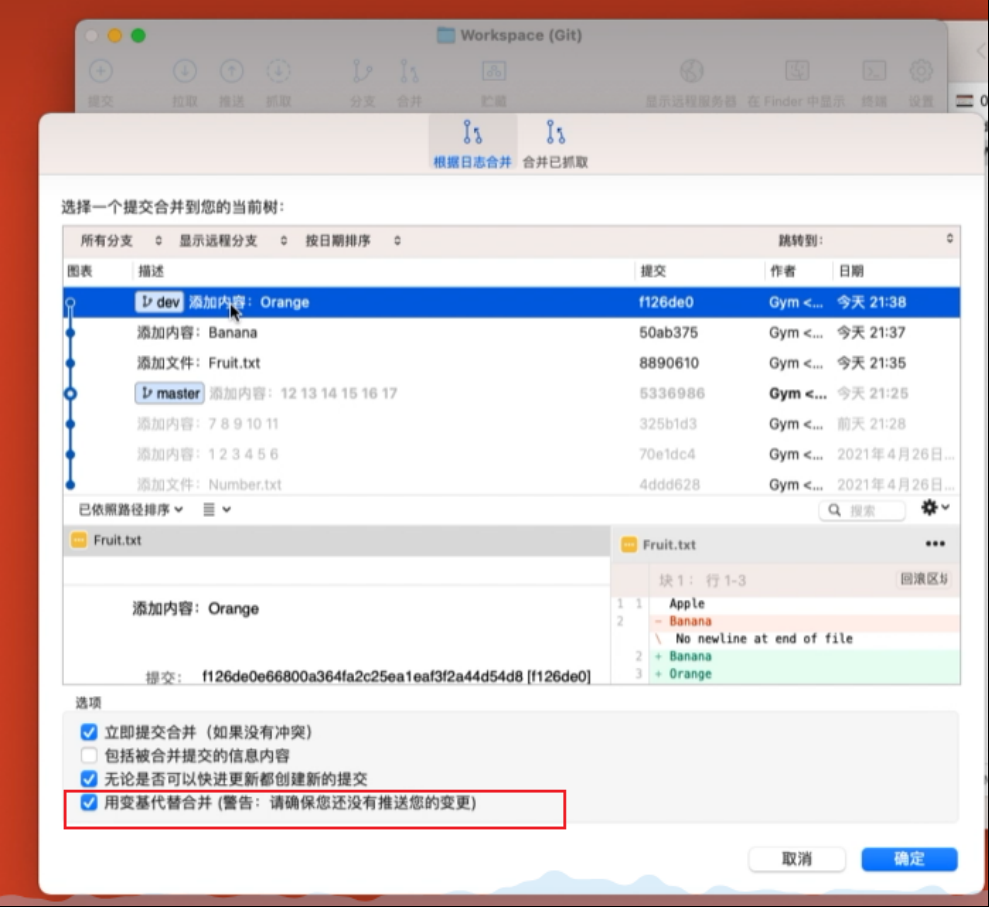 Workspace (Git)
提交 拉取 推送 抓取 分支 合并 贮藏 显示远程服务器 在 Finder 中显示 终端 设置
根据日志合并 合并已抓取
选择一个提交合并到您的当前树：
所有分支 显示远程分支 按日期排序 跳转到：
图表 描述 提交 作者 日期
dev 添加内容：Orange f126de0 Gym <... 今天 21:38
添加内容：Banana 50ab375 Gym <... 今天 21:37
添加文件：Fruit.txt 8890610 Gym <... 今天 21:35
master 添加内容：12 13 14 15 16 17 5336986 Gym <... 今天 21:25
添加内容：7 8 9 10 11 325b1d3 Gym <... 前天 21:28
添加内容：1 2 3 4 5 6 70e1dc4 Gym <... 2021年4月26日...
添加文件：Number.txt 4ddd628 Gym <... 2021年4月26日...
已依照路径排序 搜索
Fruit.txt
Fruit.txt
块 1： 行 1-3 回滚区块
1 1 Apple
2 - Banana
\ No newline at end of file
2 + Banana
3 + Orange
添加内容：Orange
提交： f126de0e66800a364fa2c25ea1eaf3f2a44d54d8 [f126de0]
选项
立即提交合并（如果没有冲突）
包括被合并提交的信息内容
无论是否可以快进更新都创建新的提交
用变基代替合并 (警告：请确保您还没有推送您的变更)
取消 确定